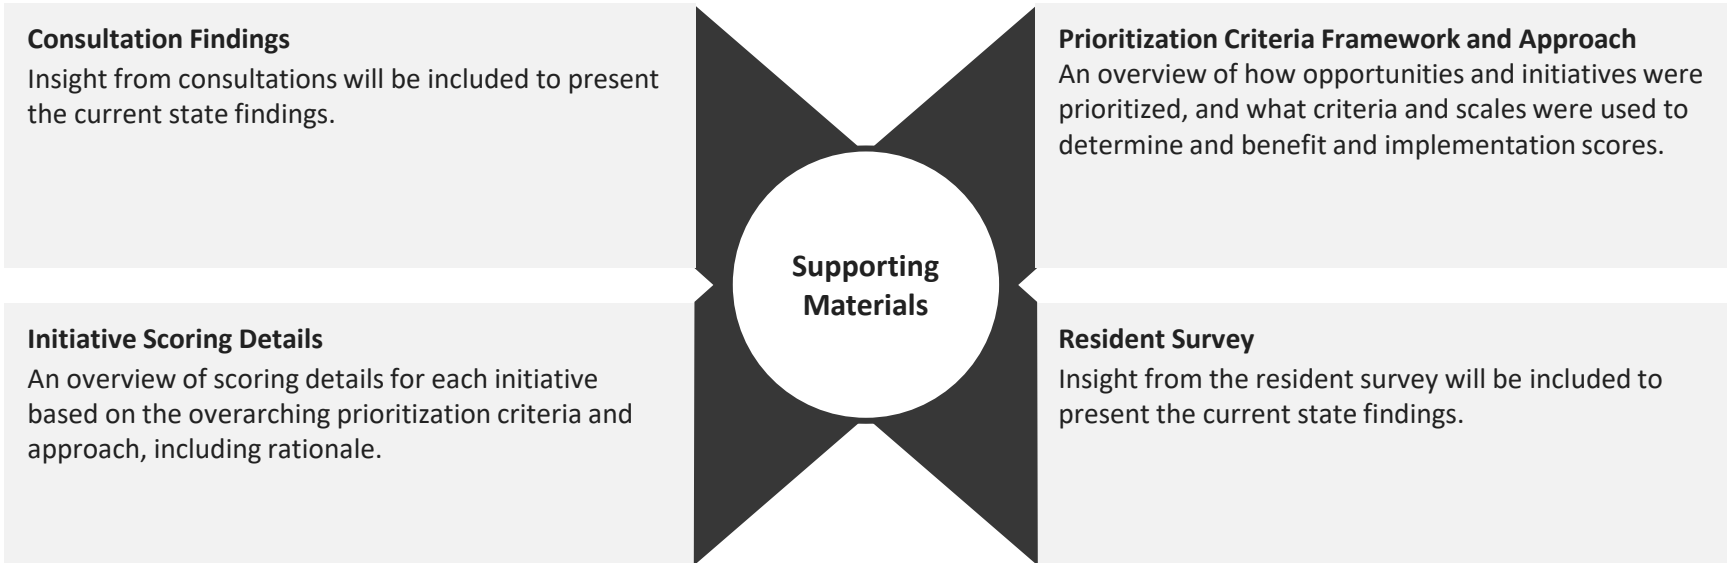 Consultation Findings
Insight from consultations will be included to present
the current state findings.
Prioritization Criteria Framework and Approach
An overview of how opportunities and initiatives were
prioritized, and what criteria and scales were used to
determine and benefit and implementation scores.
Supporting
Materials
Initiative Scoring Details
An overview of scoring details for each initiative
based on the overarching prioritization criteria and
approach, including rationale.
Resident Survey
Insight from the resident survey will be included to
present the current state findings.